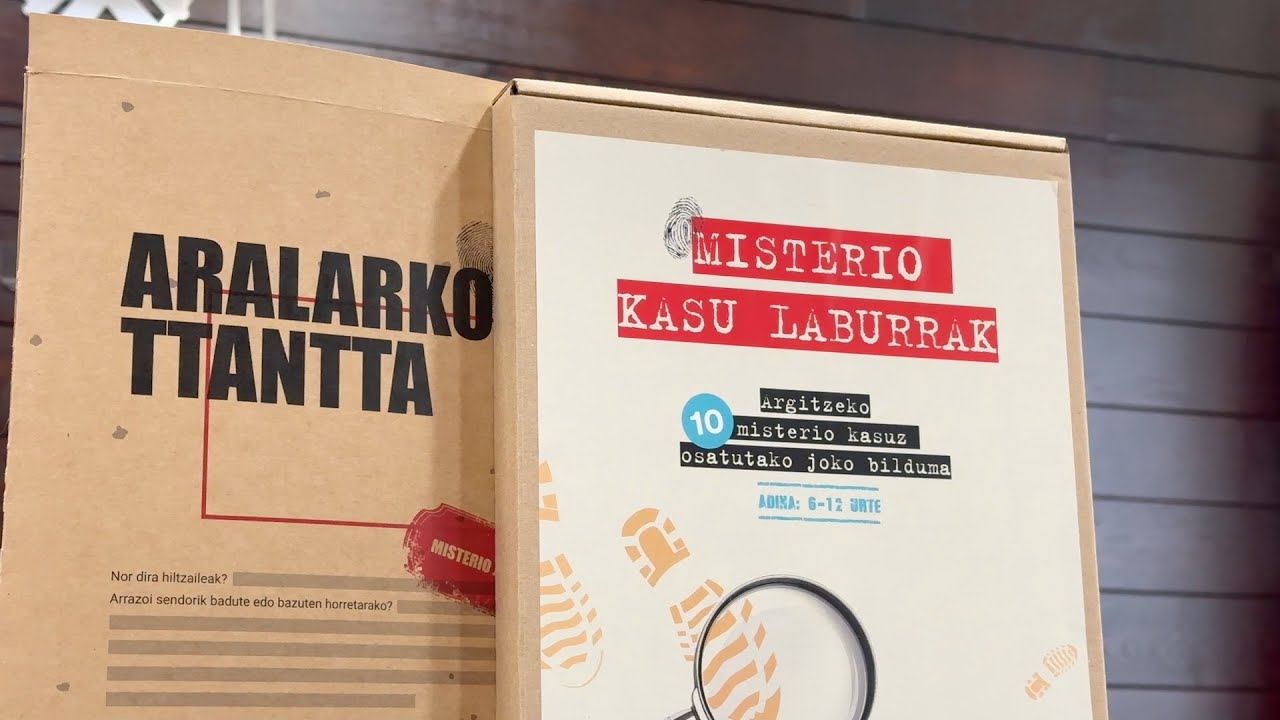 ARALARKO
TTANTTA
MISTERIO
Nor dira hiltzaileak?
Arrazoi sendorik badute edo bazuten horretarako?
MISTERIO
KASU LABURRAK
10
Argitzeko
misterio kasuz
osatutako joko bilduma
ADINA: 6-12 URTE